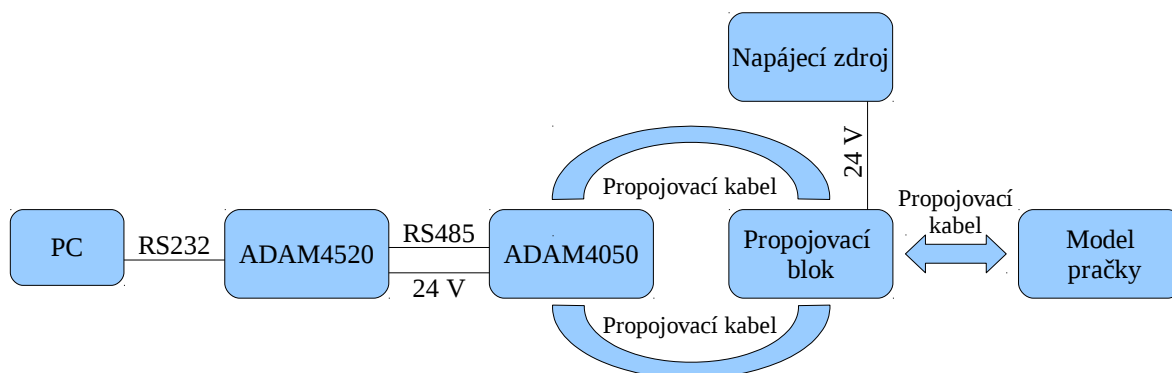 Napájecí zdroj
24 V
Propojovací kabel
Propojovací
kabel
PC
RS232
ADAM4520
RS485
24 V
ADAM4050
Propojovací
blok
Model
pračky
Propojovací kabel